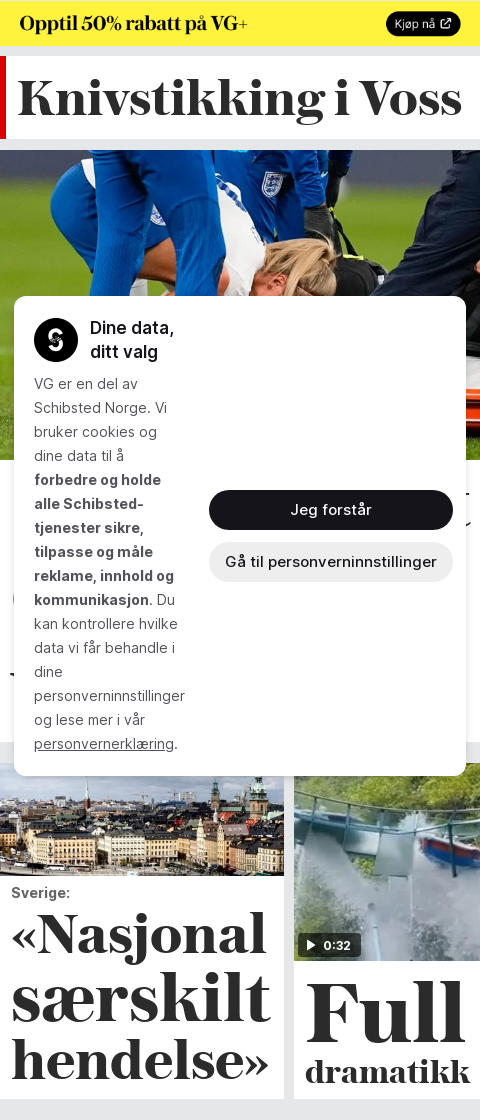 Opptil 50% rabatt på VG+
Kjøp nå
Knivstikking i Voss
Dine data,
ditt valg
VG er en del av
Schibsted Norge. Vi
bruker cookies og
dine data til å
forbedre og holde
alle Schibsted-
tjenester sikre,
tilpasse og måle
reklame, innhold og
kommunikasjon. Du
kan kontrollere hvilke
data vi får behandle i
dine
personverninnstillinger
og lese mer i vår
personvernerklæring.
Jeg forstår
Gå til personverninnstillinger
Sverige:
«Nasjonal
særskilt
hendelse»
0:32
Full
dramatikk